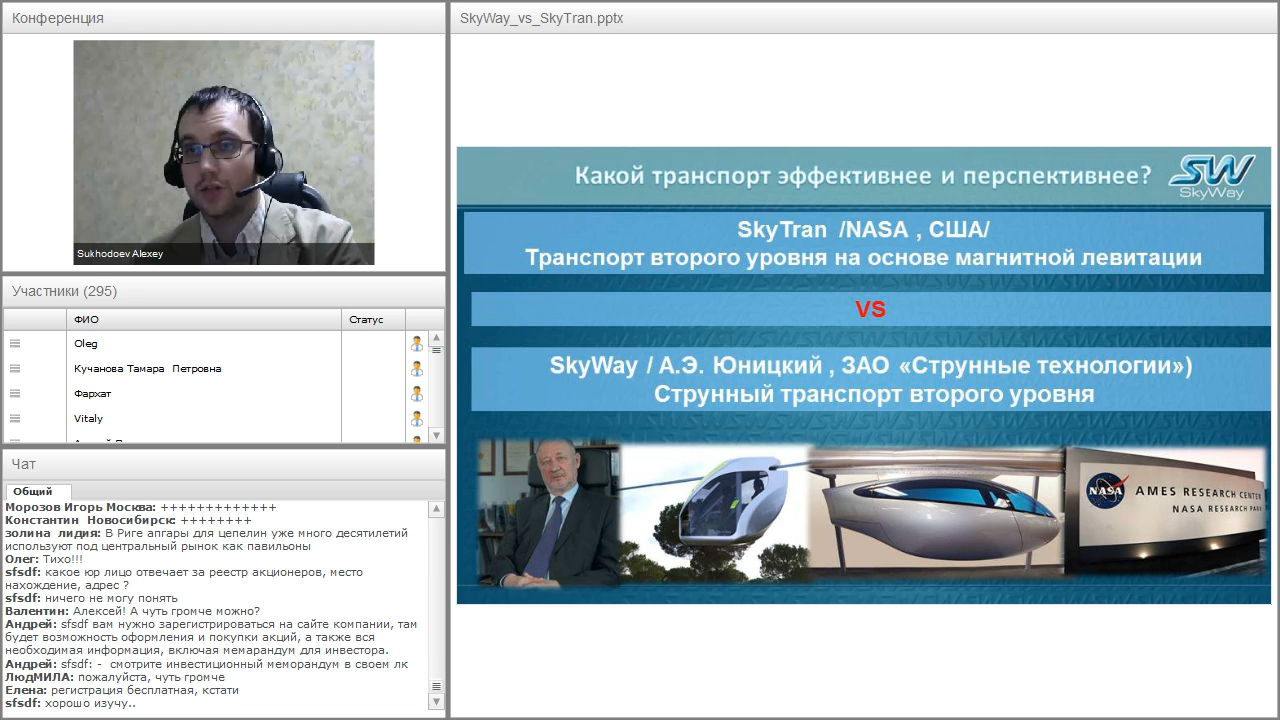 Конференция
Sukhodoev Alexey
Участники (295)
ФИО
Статус
Oleg
Кучанова Тамара Петровна
Фархат
Vitaly
Чат
Общий
Морозов Игорь Москва: +++++++++++++
Константин Новосибирск: ++++++++
золина лидия: В Риге ангары для цепелин уже много десятилетий
используют под центральный рынок как павильоны
Олег: Тихо!!!
sfsdf: какое юр лицо отвечает за реестр акционеров, место
нахождение, адрес ?
sfsdf: ничего не могу понять
Валентин: Алексей! А чуть громче можно?
Андрей: sfsdf вам нужно зарегистрироваться на сайте компании, там
будет возможность оформления и покупки акций, а также вся
необходимая информация, включая мемарандум для инвестора.
Андрей: sfsdf: - смотрите инвестиционный меморандум в своем лк
ЛюдМИЛА: пожалуйста, чуть громче
Елена: регистрация бесплатная, кстати
sfsdf: хорошо изучу..
SkyWay_vs_SkyTran.pptx
Какой транспорт эффективнее и перспективнее?
SW
SkyWay
SkyTran /NASA , США/
Транспорт второго уровня на основе магнитной левитации
VS
SkyWay / А.Э. Юницкий , ЗАО «Струнные технологии»)
Струнный транспорт второго уровня
NASA
AMES RESEARCH CENTER
NASA RESEARCH PARK